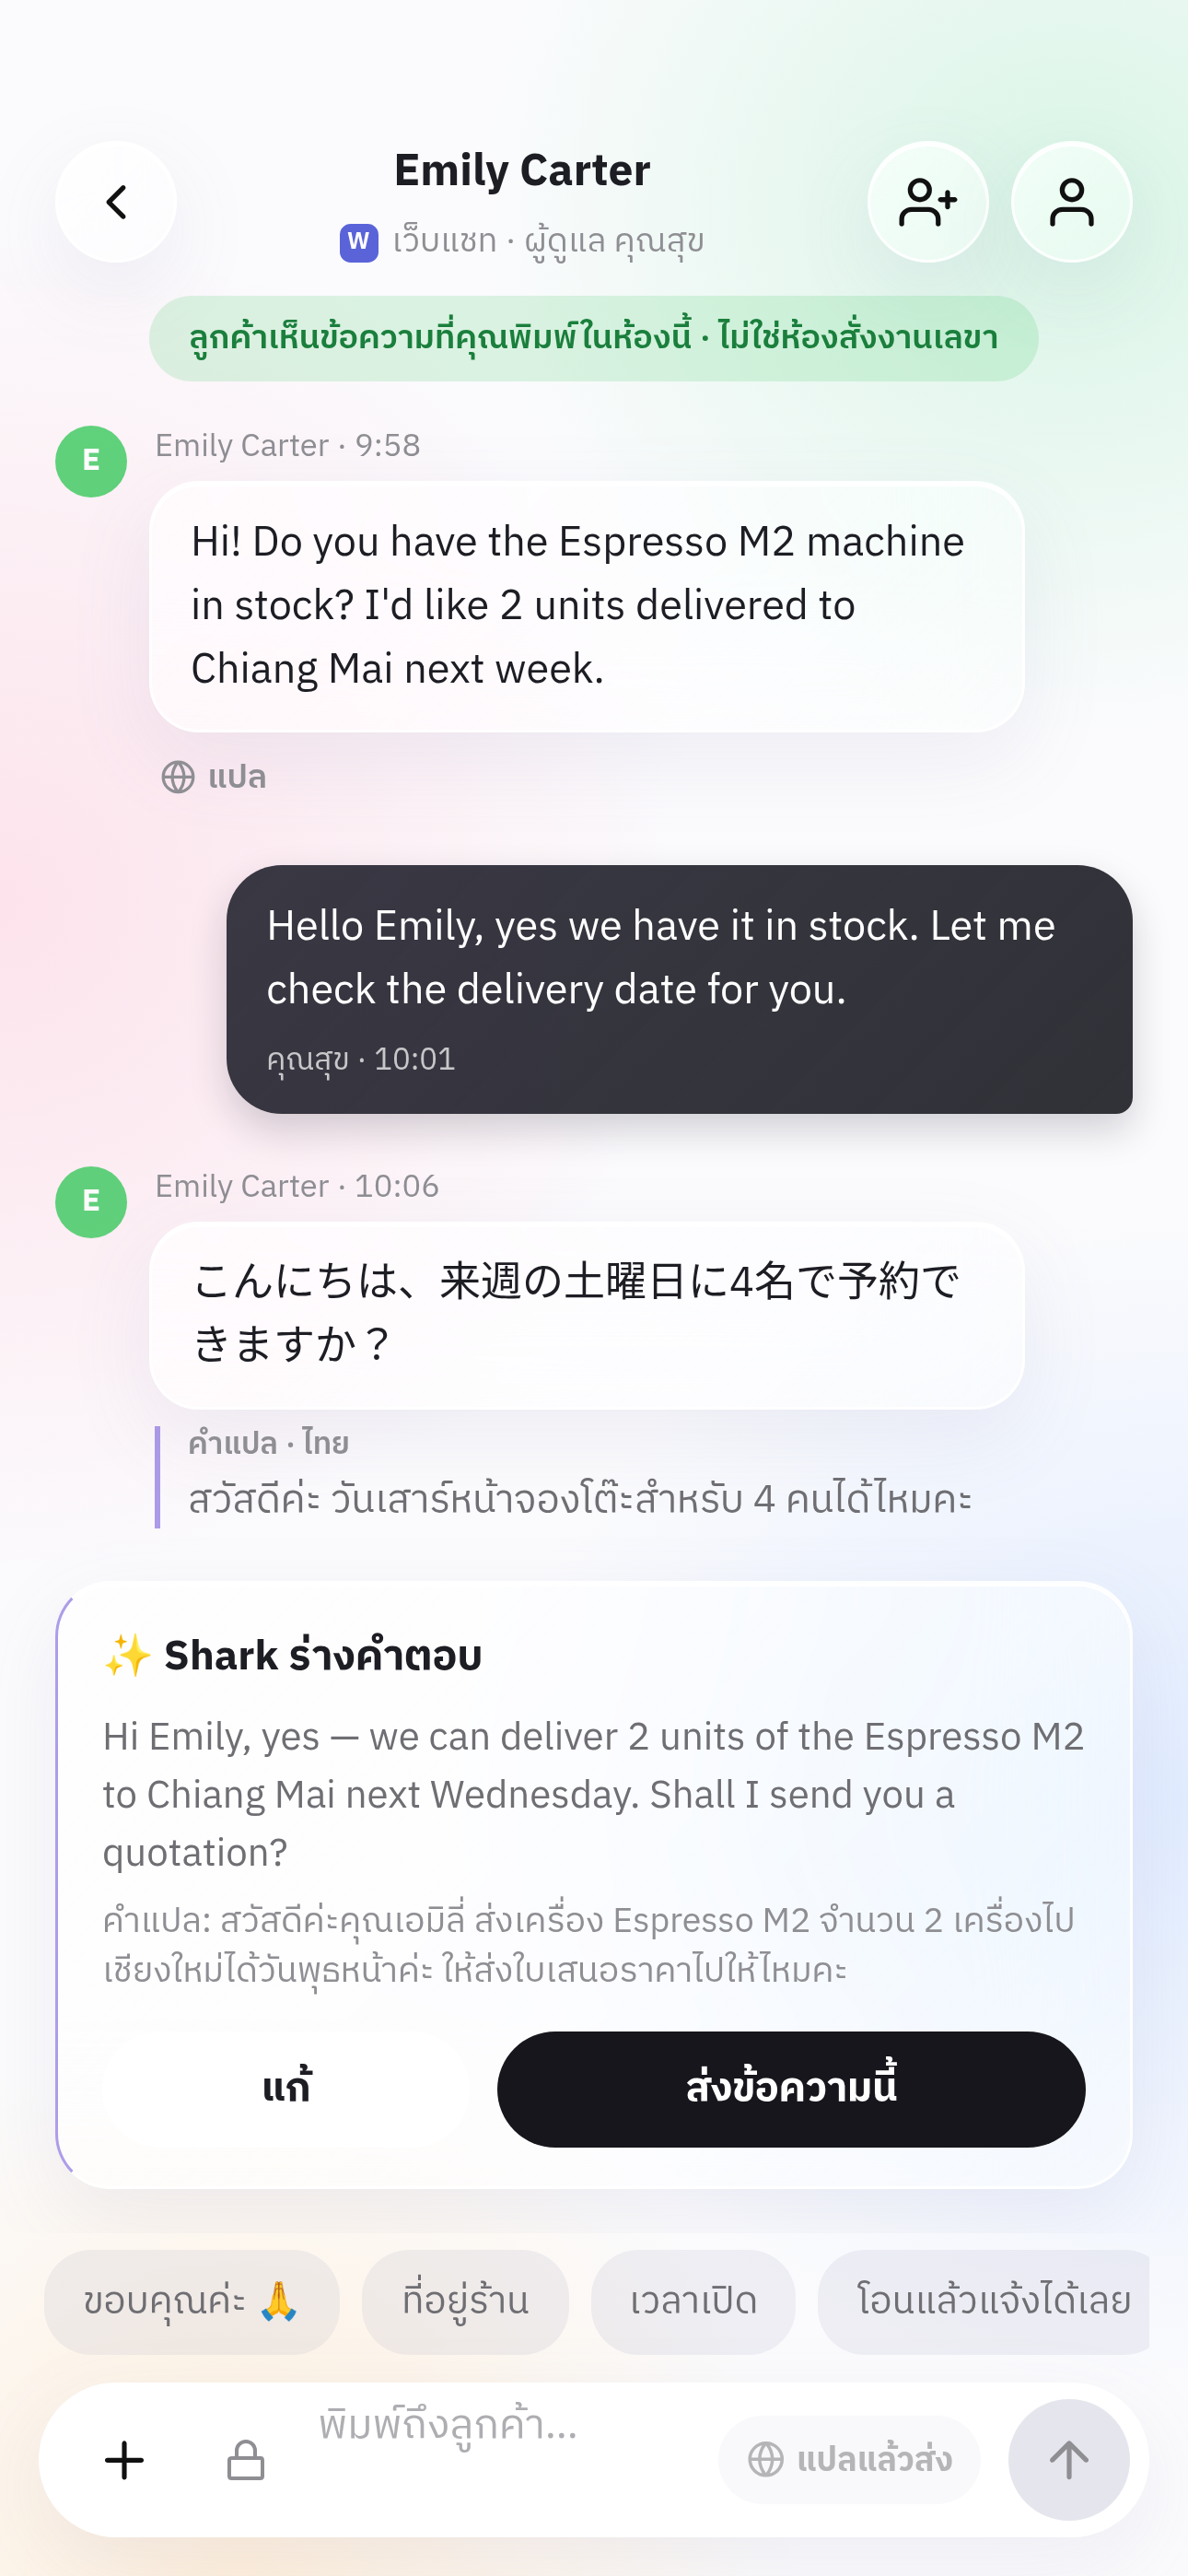 Emily Carter
W เว็บแชท · ผู้ดูแล คุณสุข
ลูกค้าเห็นข้อความที่คุณพิมพ์ในห้องนี้ · ไม่ใช่ห้องสั่งงานเลขา
E
Emily Carter · 9:58
Hi! Do you have the Espresso M2 machine
in stock? I'd like 2 units delivered to
Chiang Mai next week.
แปล
Hello Emily, yes we have it in stock. Let me
check the delivery date for you.
คุณสุข · 10:01
E
Emily Carter · 10:06
こんにちは、来週の土曜日に4名で予約で
きますか？
คำแปล · ไทย
สวัสดีค่ะ วันเสาร์หน้าจองโต๊ะสำหรับ 4 คนได้ไหมคะ
✨ Shark ร่างคำตอบ
Hi Emily, yes — we can deliver 2 units of the Espresso M2
to Chiang Mai next Wednesday. Shall I send you a
quotation?
คำแปล: สวัสดีค่ะคุณเอมิลี่ ส่งเครื่อง Espresso M2 จำนวน 2 เครื่องไป
เชียงใหม่ได้วันพุธหน้าค่ะ ให้ส่งใบเสนอราคาไปให้ไหมคะ
แก้
ส่งข้อความนี้
ขอบคุณค่ะ 🙏
ที่อยู่ร้าน
เวลาเปิด
โอนแล้วแจ้งได้เลย
พิมพ์ถึงลูกค้า...
แปลแล้วส่ง